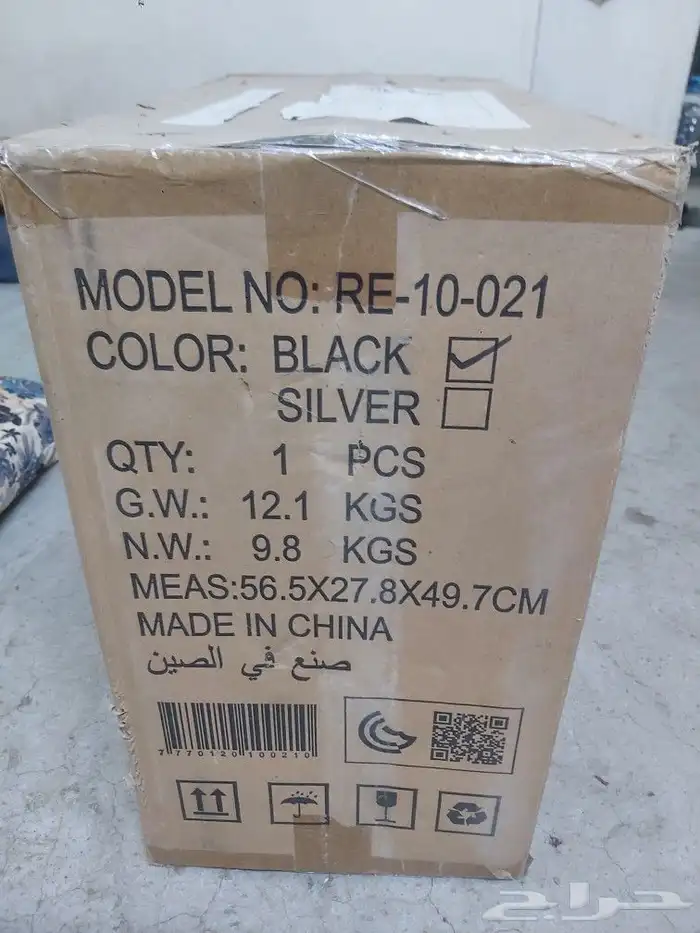 MODEL NO: RE-10-021
COLOR: BLACK
SILVER
QTY: 1 PCS
G.W.: 12.1 KGS
N.W.: 9.8 KGS
MEAS:56.5X27.8X49.7CM
MADE IN CHINA
صنع في الصين
7770120100210
حراج